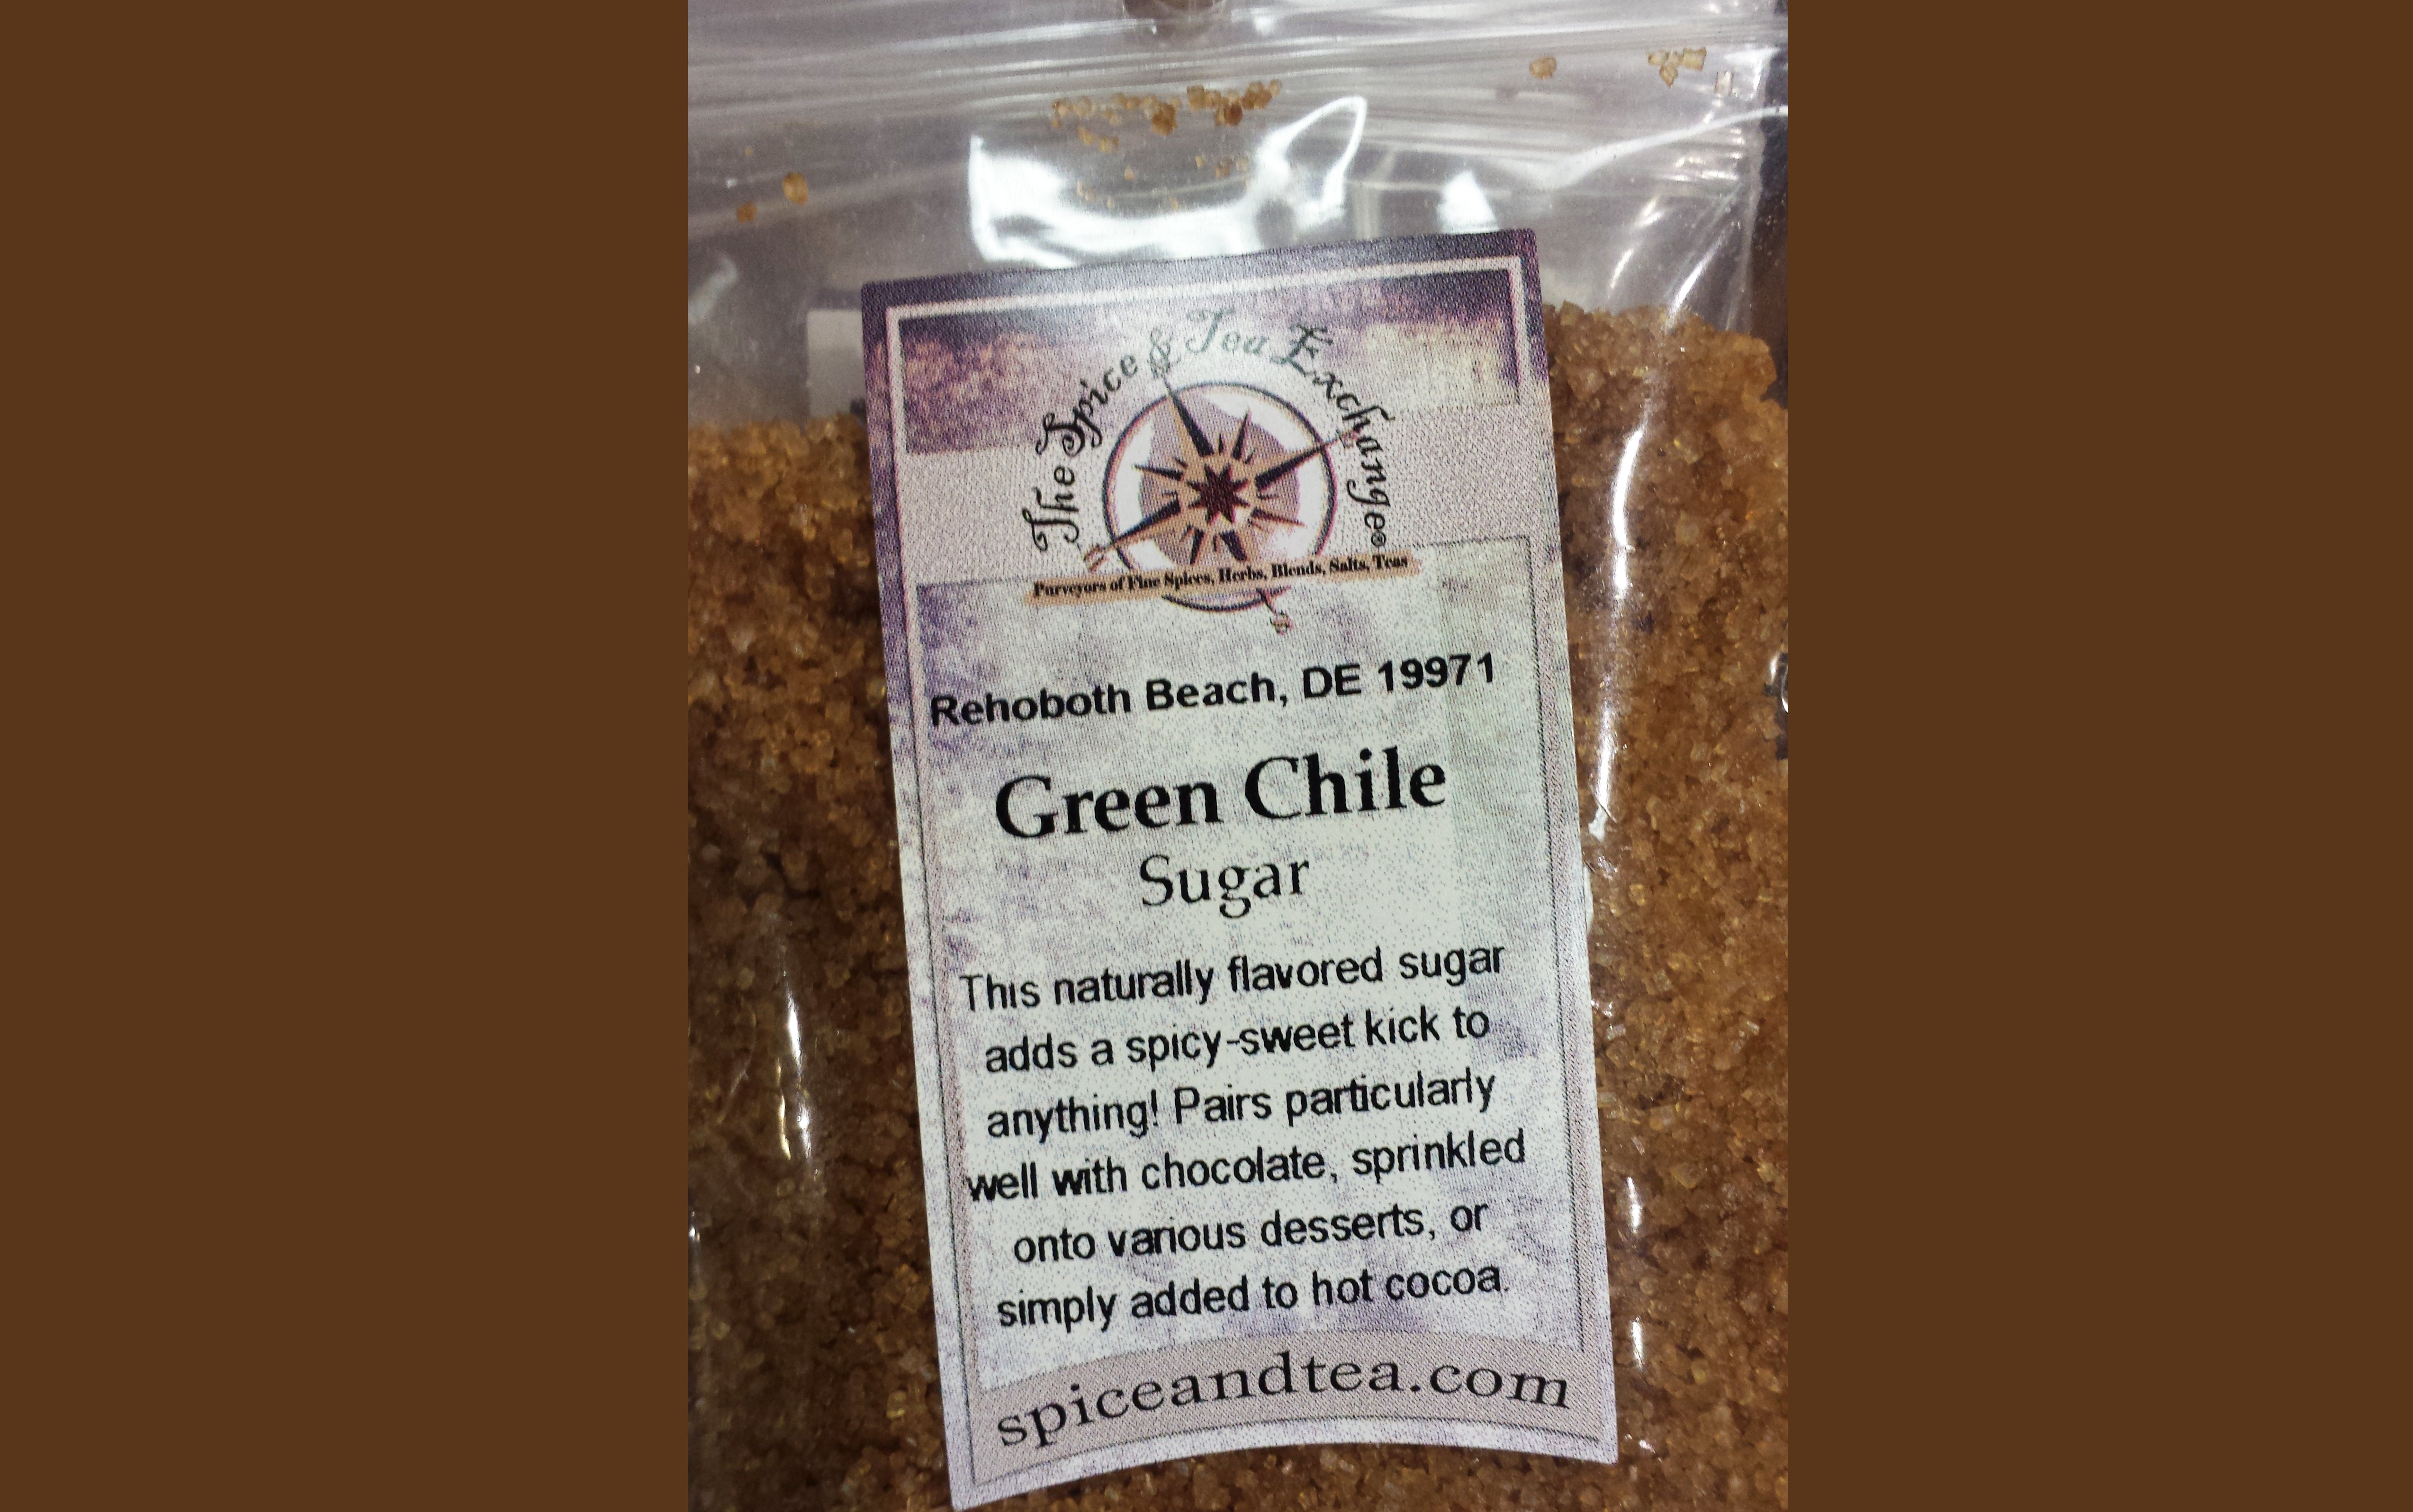 The Spice & Tea Exchange®
Purveyors of Fine Spices, Herbs, Blends, Salts, Teas
Rehoboth Beach, DE 19971
Green Chile
Sugar
This naturally flavored sugar
adds a spicy-sweet kick to
anything! Pairs particularly
well with chocolate, sprinkled
onto various desserts, or
simply added to hot cocoa.
spiceandtea.com